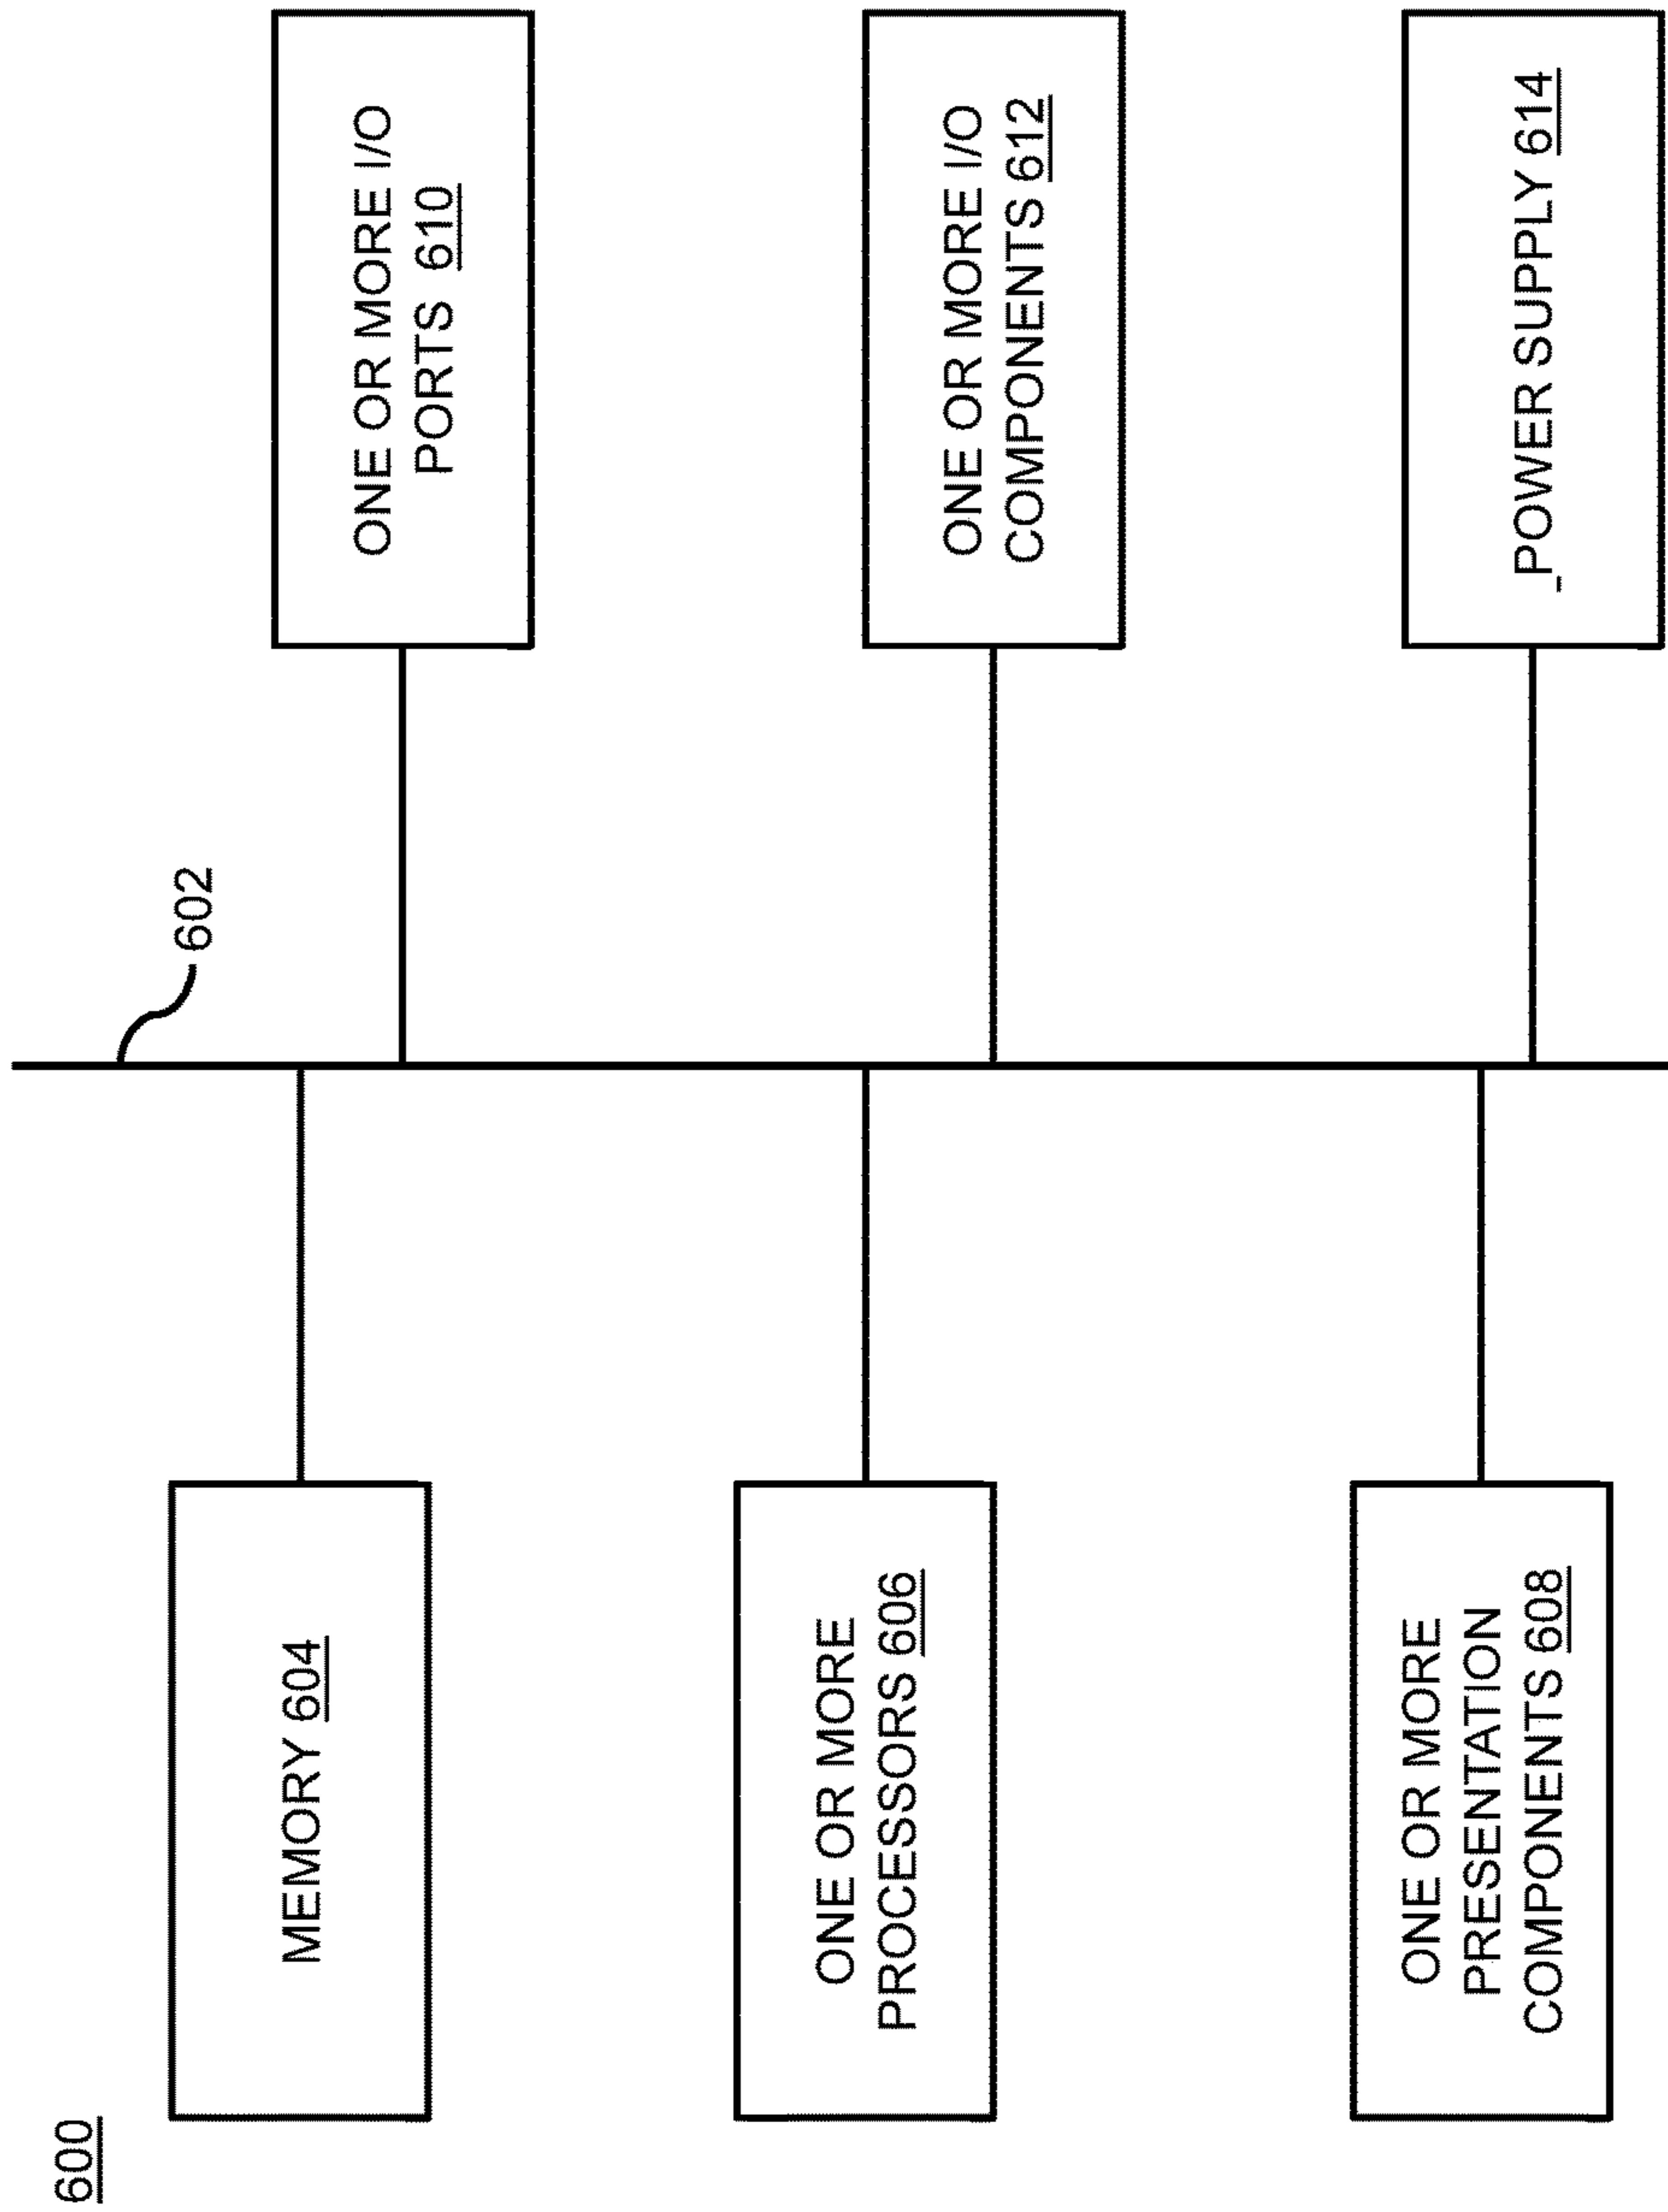 600
602
MEMORY 604
ONE OR MORE
PROCESSORS 606
ONE OR MORE
PRESENTATION
COMPONENTS 608
ONE OR MORE I/O
PORTS 610
ONE OR MORE I/O
COMPONENTS 612
POWER SUPPLY 614